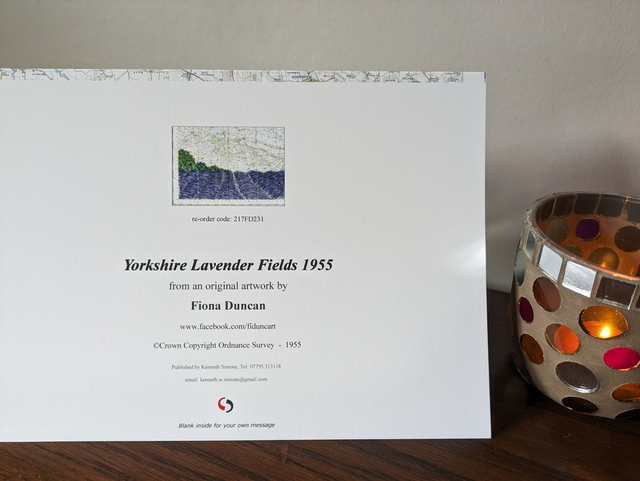 re-order code: 217FD231
Yorkshire Lavender Fields 1955
from an original artwork by
Fiona Duncan
www.facebook.com/fiduncart
©Crown Copyright Ordnance Survey - 1955
Published by Kenneth Simons, Tel: 07795 313118
email: kenneth.w.simons@gmail.com
Blank inside for your own message